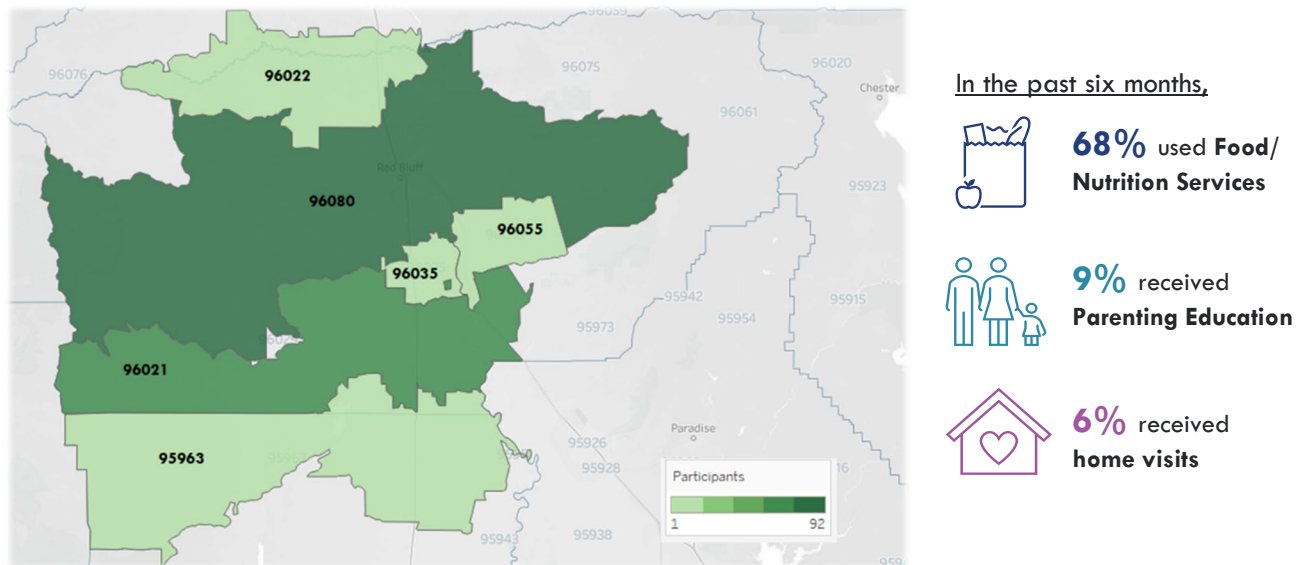 96059
96022
96076
96075
96020
Chester
96061
Red Bluff
96080
95923
96055
96035
95942
95915
95973
95954
96021
Paradise
95963
95926
95928
Participants
1
92
95943
95938
In the past six months,
68% used Food/
Nutrition Services
9% received
Parenting Education
6% received
home visits